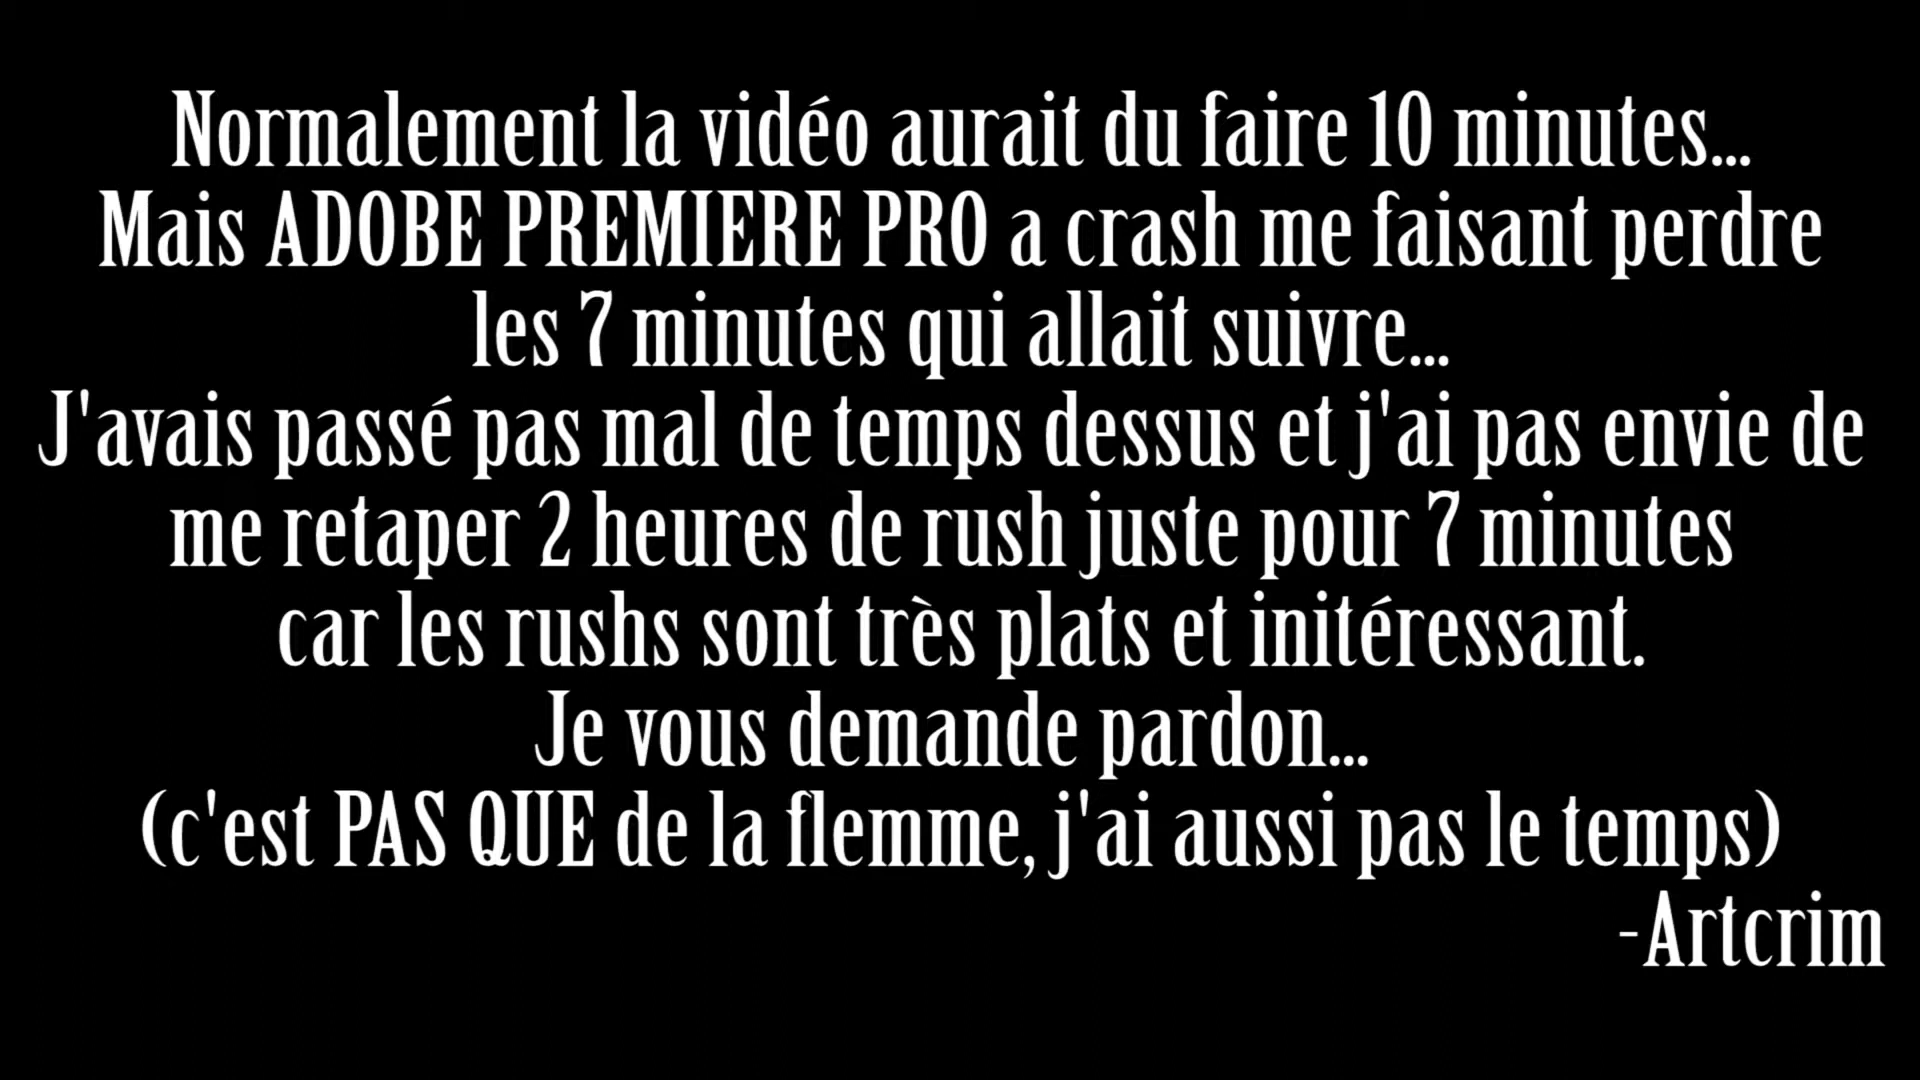 Normalement la vidéo aurait du faire 10 minutes...
Mais ADOBE PREMIERE PRO a crash me faisant perdre
les 7 minutes qui allait suivre...
J'avais passé pas mal de temps dessus et j'ai pas envie de
me retaper 2 heures de rush juste pour 7 minutes
car les rushs sont très plats et initéressant.
Je vous demande pardon...
(c'est PAS QUE de la flemme, j'ai aussi pas le temps)
-Artcrim